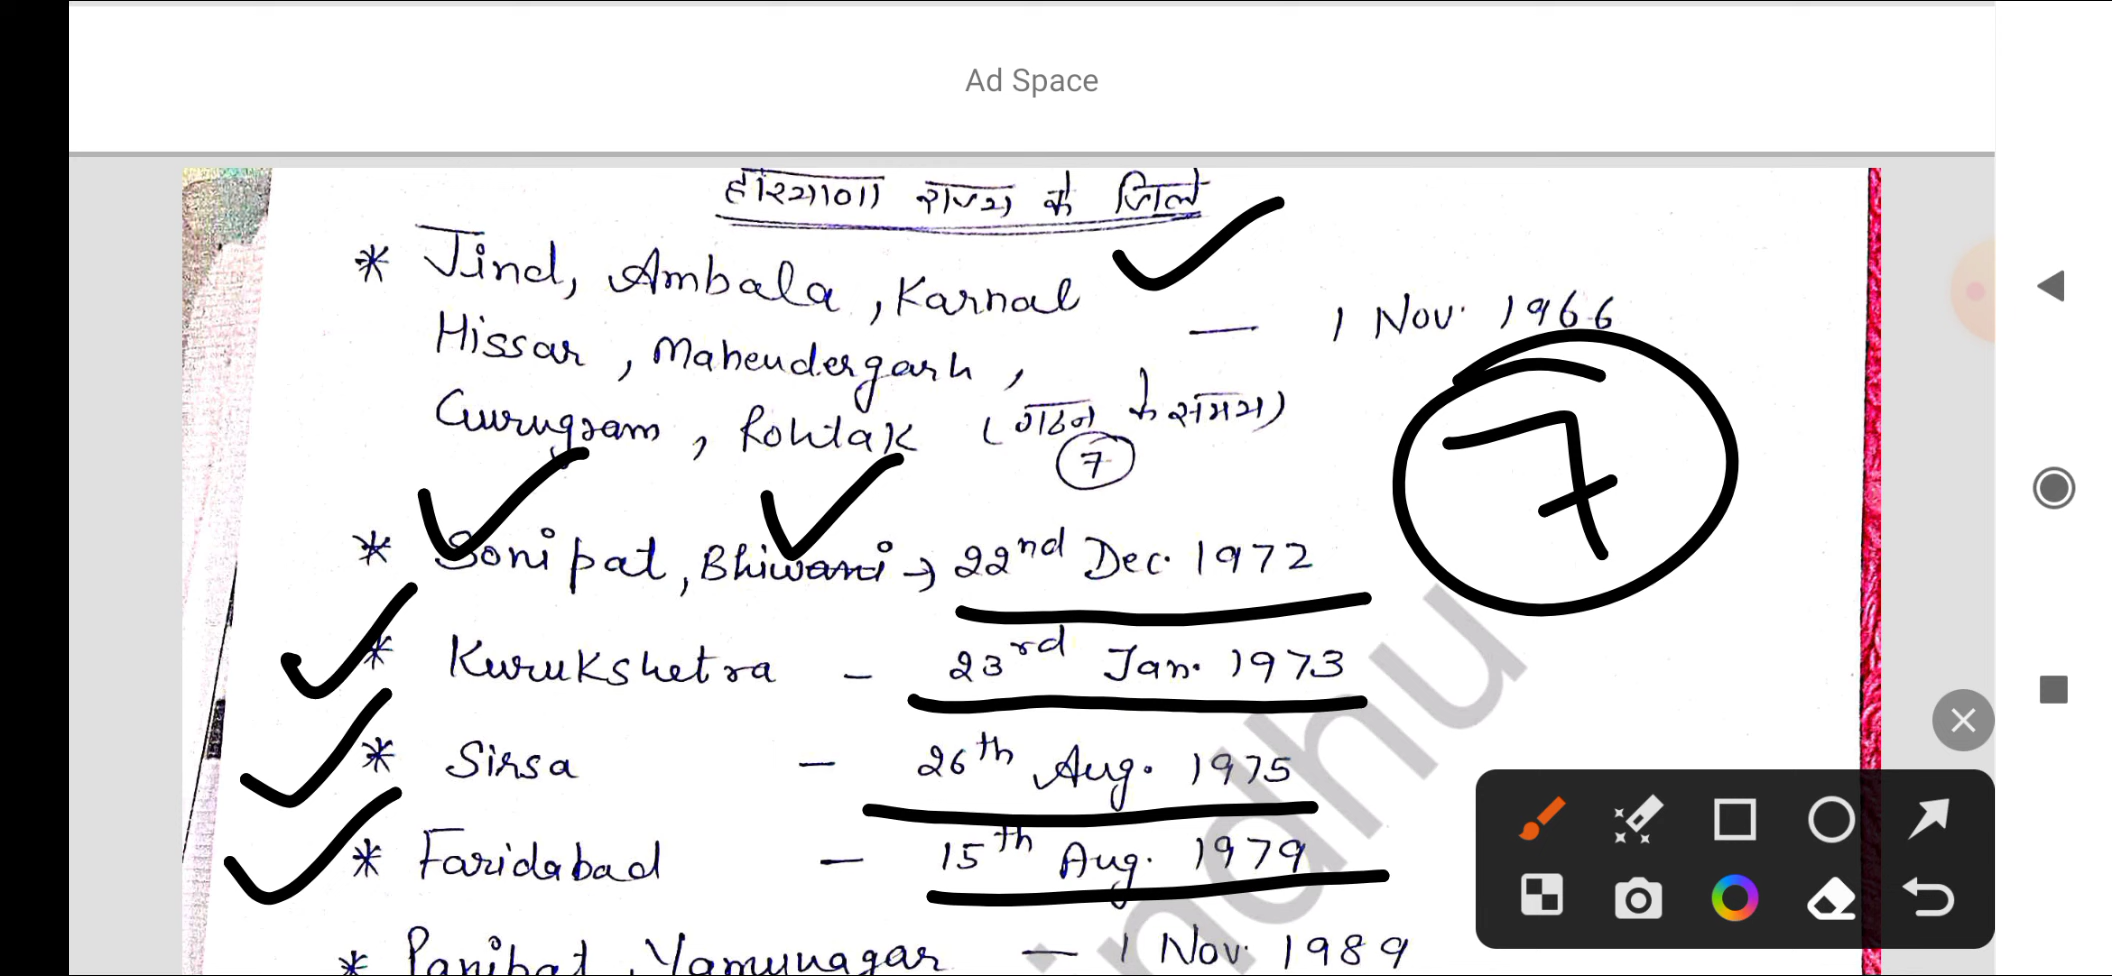 Ad Space
हरियाणा राज्य के जिले
* Jind, Ambala, Karnal
Hissar, Mahendergarh, — 1 Nov. 1966
Gurugram, Rohtak (गठन के समय)
7
7
* Sonipat, Bhiwani → 22nd Dec. 1972
* Kurukshetra - 23rd Jan. 1973
* Sirsa - 26th Aug. 1975
* Faridabad - 15th Aug. 1979
* Panipat, Yamunagar — 1 Nov. 1989